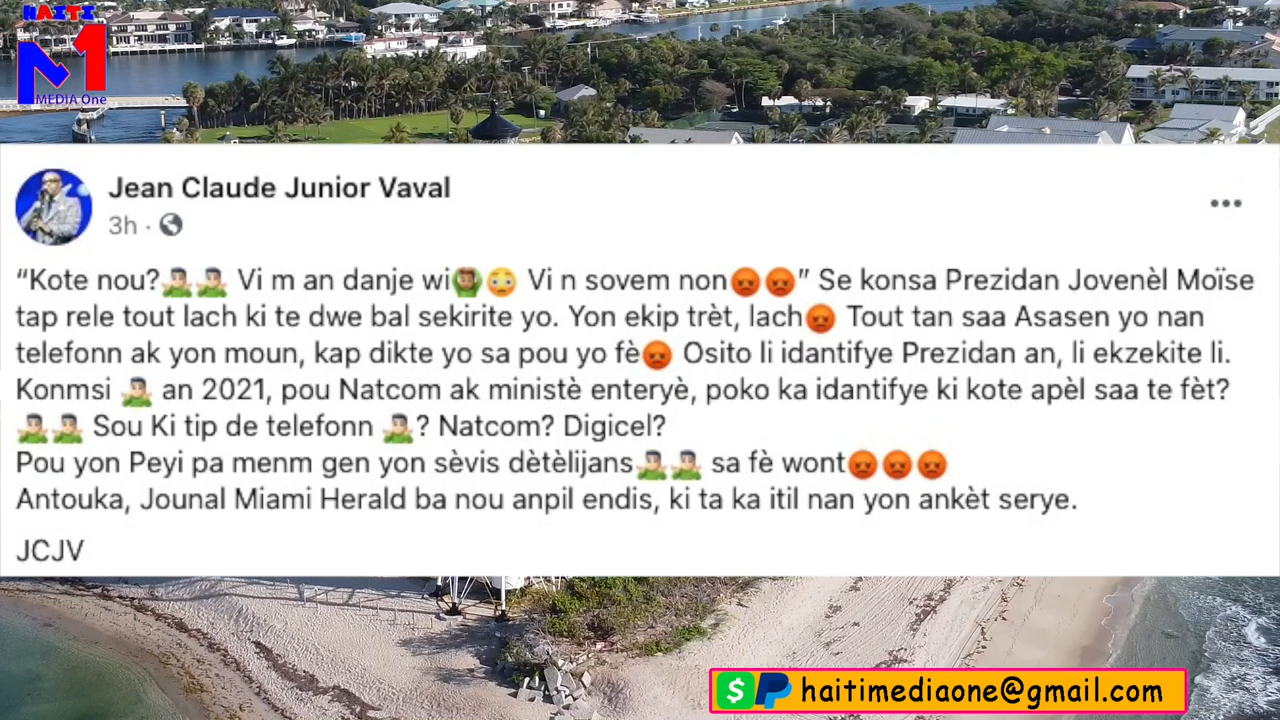 HAITI
M1
MEDIA One
Jean Claude Junior Vaval
3h ·
“Kote nou?🤷🏻‍♂️🤷🏻‍♂️ Vi m an danje wi🙆🏾‍♂️😳 Vi n sovem non😡😡” Se konsa Prezidan Jovenèl Moïse
tap rele tout lach ki te dwe bal sekirite yo. Yon ekip trèt, lach😡 Tout tan saa Asasen yo nan
telefonn ak yon moun, kap dikte yo sa pou yo fè😡 Osito li idantifye Prezidan an, li ekzekite li.
Konmsi 🤷🏻‍♂️ an 2021, pou Natcom ak ministè enteryè, poko ka idantifye ki kote apèl saa te fèt?
🤷🏻‍♂️🤷🏻‍♂️ Sou Ki tip de telefonn 🤷🏻‍♂️? Natcom? Digicel?
Pou yon Peyi pa menm gen yon sèvis dètèlijans🤷🏻‍♂️🤷🏻‍♂️ sa fè wont😡😡😡
Antouka, Jounal Miami Herald ba nou anpil endis, ki ta ka itil nan yon ankèt serye.
JCJV
$ P haitimediaone@gmail.com